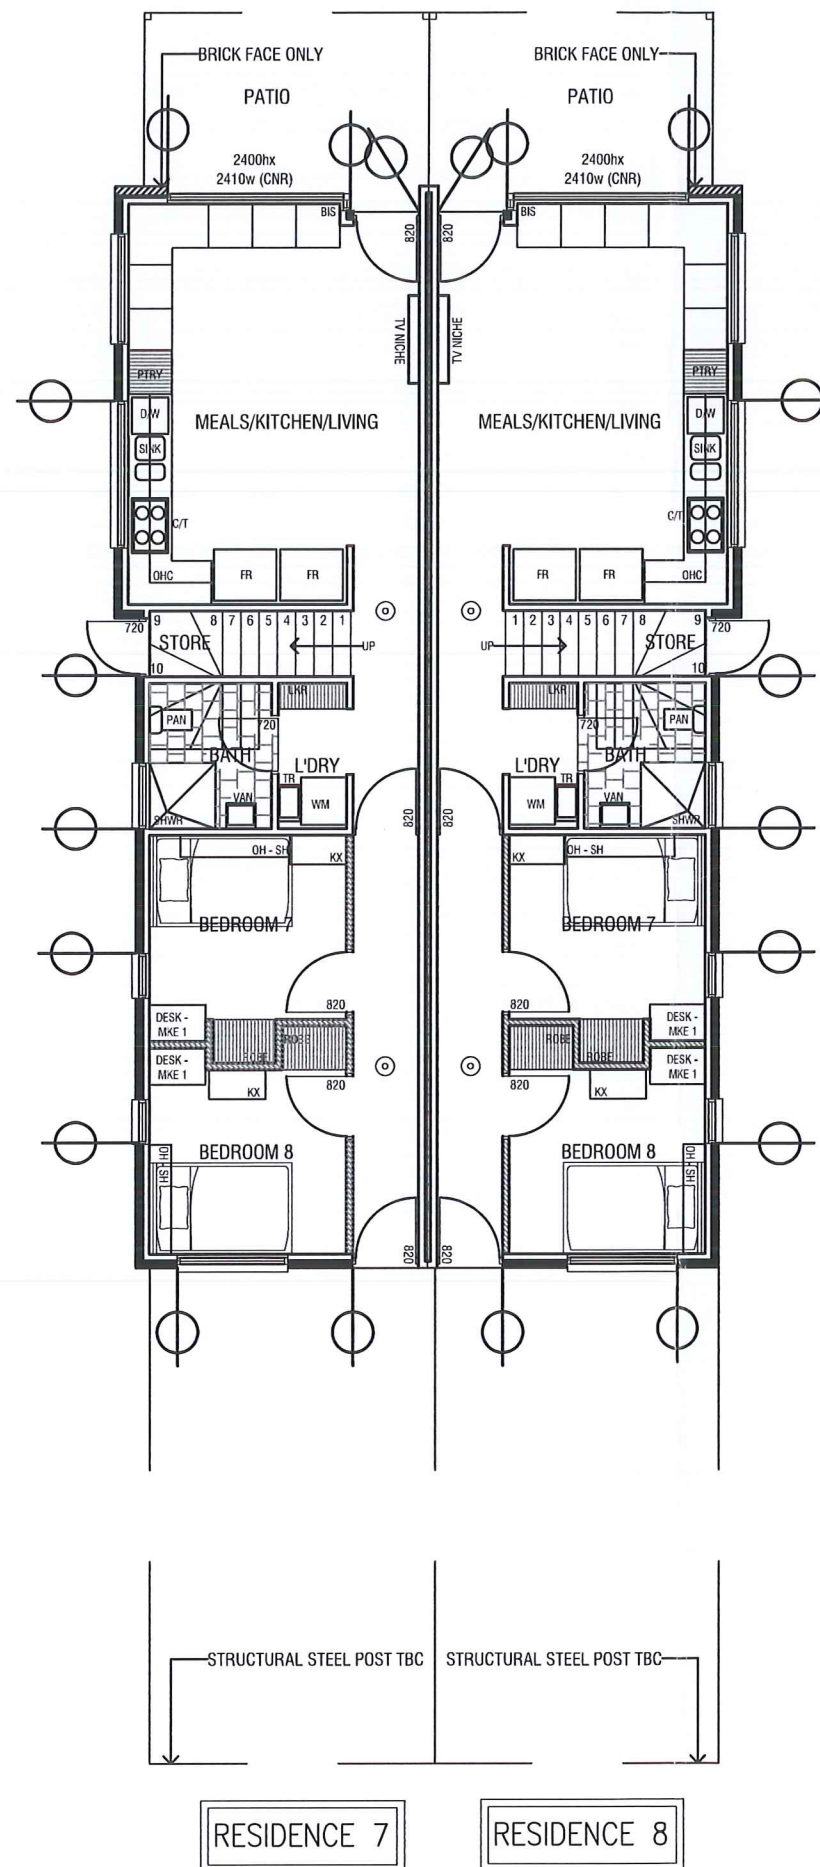 BRICK FACE ONLY
BRICK FACE ONLY
PATIO
PATIO
2400hx
2410w (CNR)
2400hx
2410w (CNR)
BIS
820
820
BIS
TV NICHE
TV NICHE
PTRY
PTRY
D/W
D/W
MEALS/KITCHEN/LIVING
MEALS/KITCHEN/LIVING
SINK
SINK
C/T
C/T
OHC
FR
FR
FR
FR
OHC
720
9
8
7
6
5
4
3
2
1
1
2
3
4
5
6
7
8
9
720
STORE
UP
UP
STORE
10
10
LKR
LKR
PAN
720
720
PAN
BATH
BATH
L'DRY
L'DRY
TR
TR
VAN
WM
WM
VAN
SHWR
820
820
SHWR
OH - SH
KX
KX
OH - SH
BEDROOM 7
BEDROOM 7
820
820
DESK -
MKE 1
DESK -
MKE 1
ROBE
ROBE
ROBE
ROBE
DESK -
MKE 1
DESK -
MKE 1
820
820
KX
KX
BEDROOM 8
BEDROOM 8
OH - SH
OH - SH
820
820
STRUCTURAL STEEL POST TBC
STRUCTURAL STEEL POST TBC
RESIDENCE 7
RESIDENCE 8